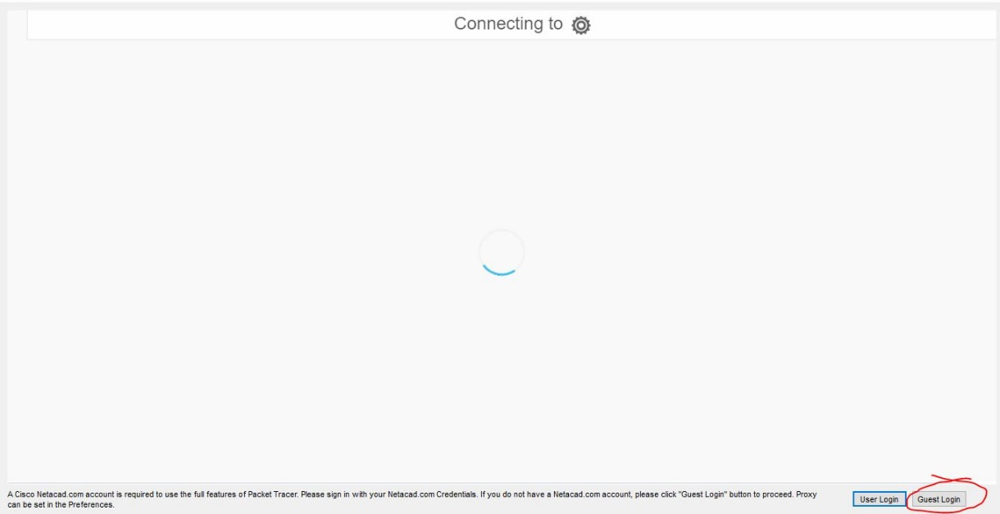 Connecting to
A Cisco Netacad.com account is required to use the full features of Packet Tracer. Please sign in with your Netacad.com Credentials. If you do not have a Netacad.com account, please click "Guest Login" button to proceed. Proxy
can be set in the Preferences.
User Login
Guest Login